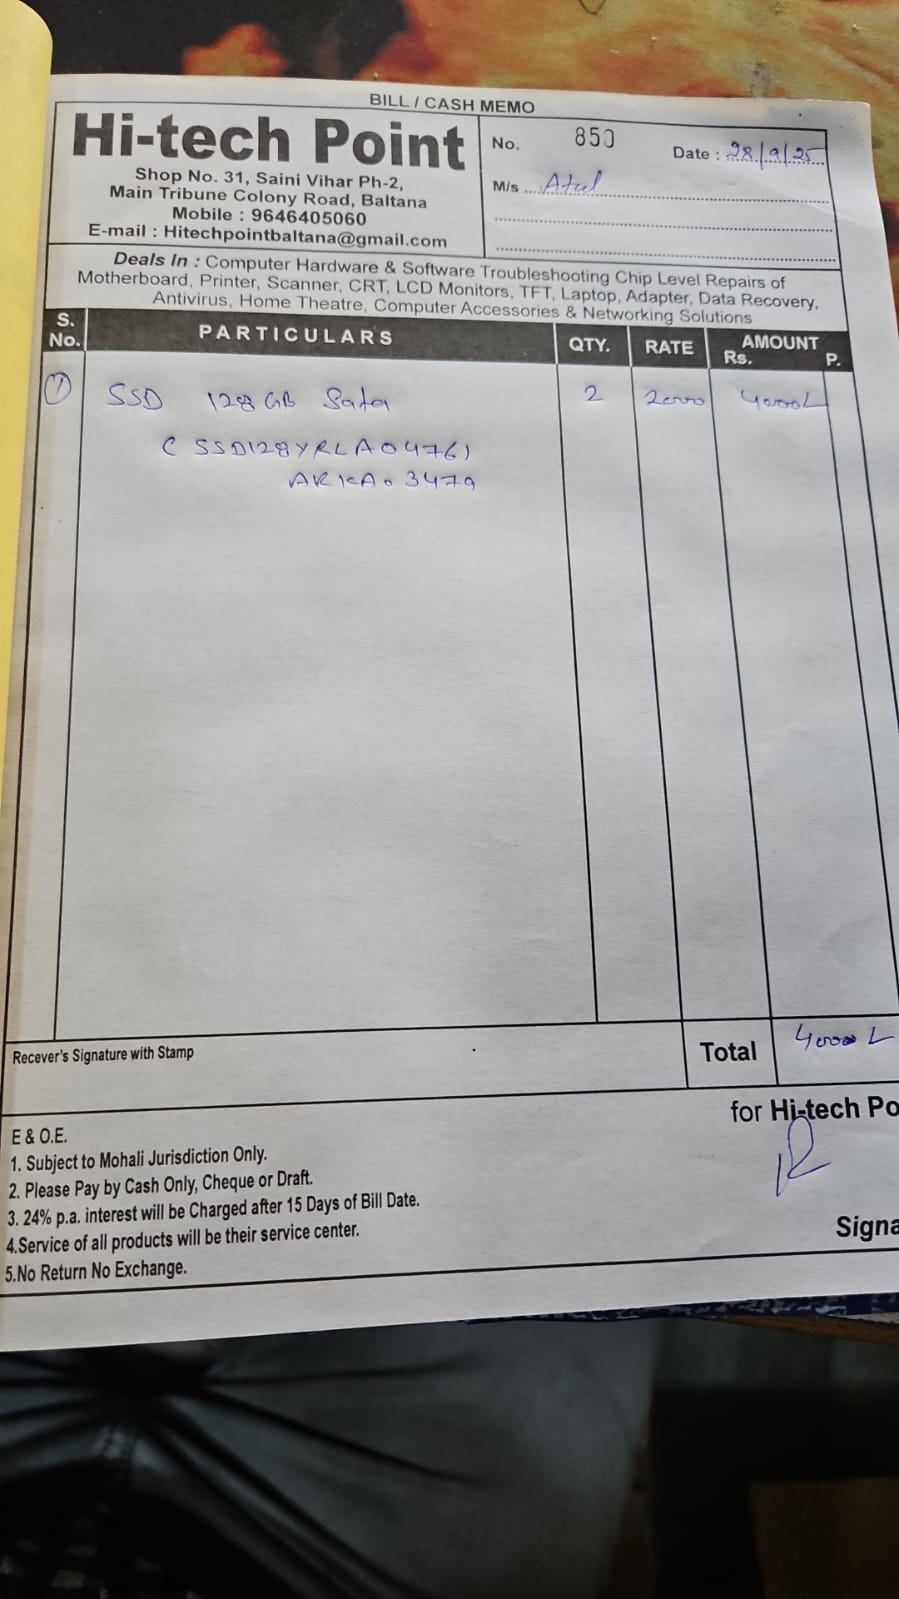 BILL / CASH MEMO
Hi-tech Point
Shop No. 31, Saini Vihar Ph-2,
Main Tribune Colony Road, Baltana
Mobile : 9646405060
E-mail : Hitechpointbaltana@gmail.com
No. 850
Date : 28/9/25
M/s Atul
Deals In : Computer Hardware & Software Troubleshooting Chip Level Repairs of
Motherboard, Printer, Scanner, CRT, LCD Monitors, TFT, Laptop, Adapter, Data Recovery,
Antivirus, Home Theatre, Computer Accessories & Networking Solutions
S. No. PARTICULARS QTY. RATE AMOUNT Rs. P.
1 SSD 128 GB Sata 2 2000 4000
( SSD128YRLA04761
ARKA03479
Recever's Signature with Stamp
Total 4000
for Hi-tech Po
E & O.E.
1. Subject to Mohali Jurisdiction Only.
2. Please Pay by Cash Only, Cheque or Draft.
3. 24% p.a. interest will be Charged after 15 Days of Bill Date.
4.Service of all products will be their service center.
5.No Return No Exchange.
Signa